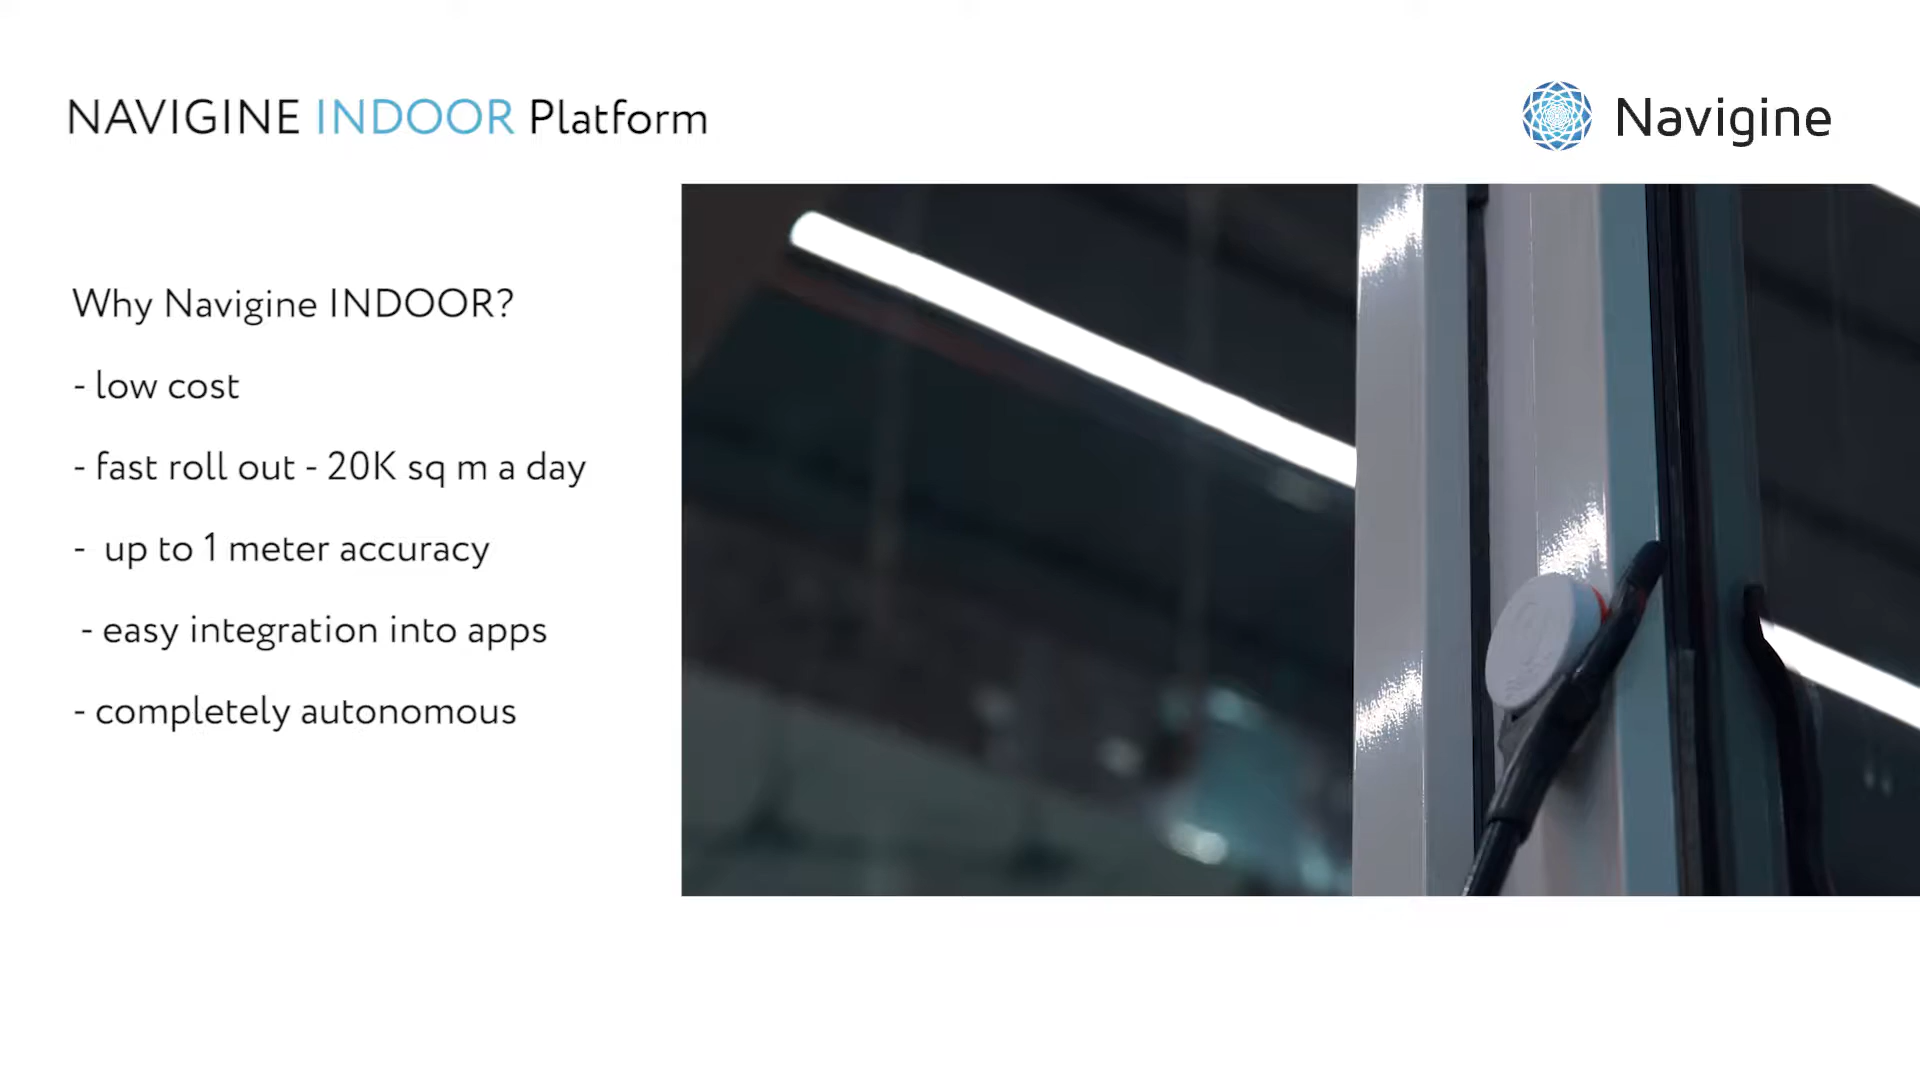 NAVIGINE INDOOR Platform
Navigine
Why Navigine INDOOR?
- low cost
- fast roll out - 20K sq m a day
- up to 1 meter accuracy
- easy integration into apps
- completely autonomous